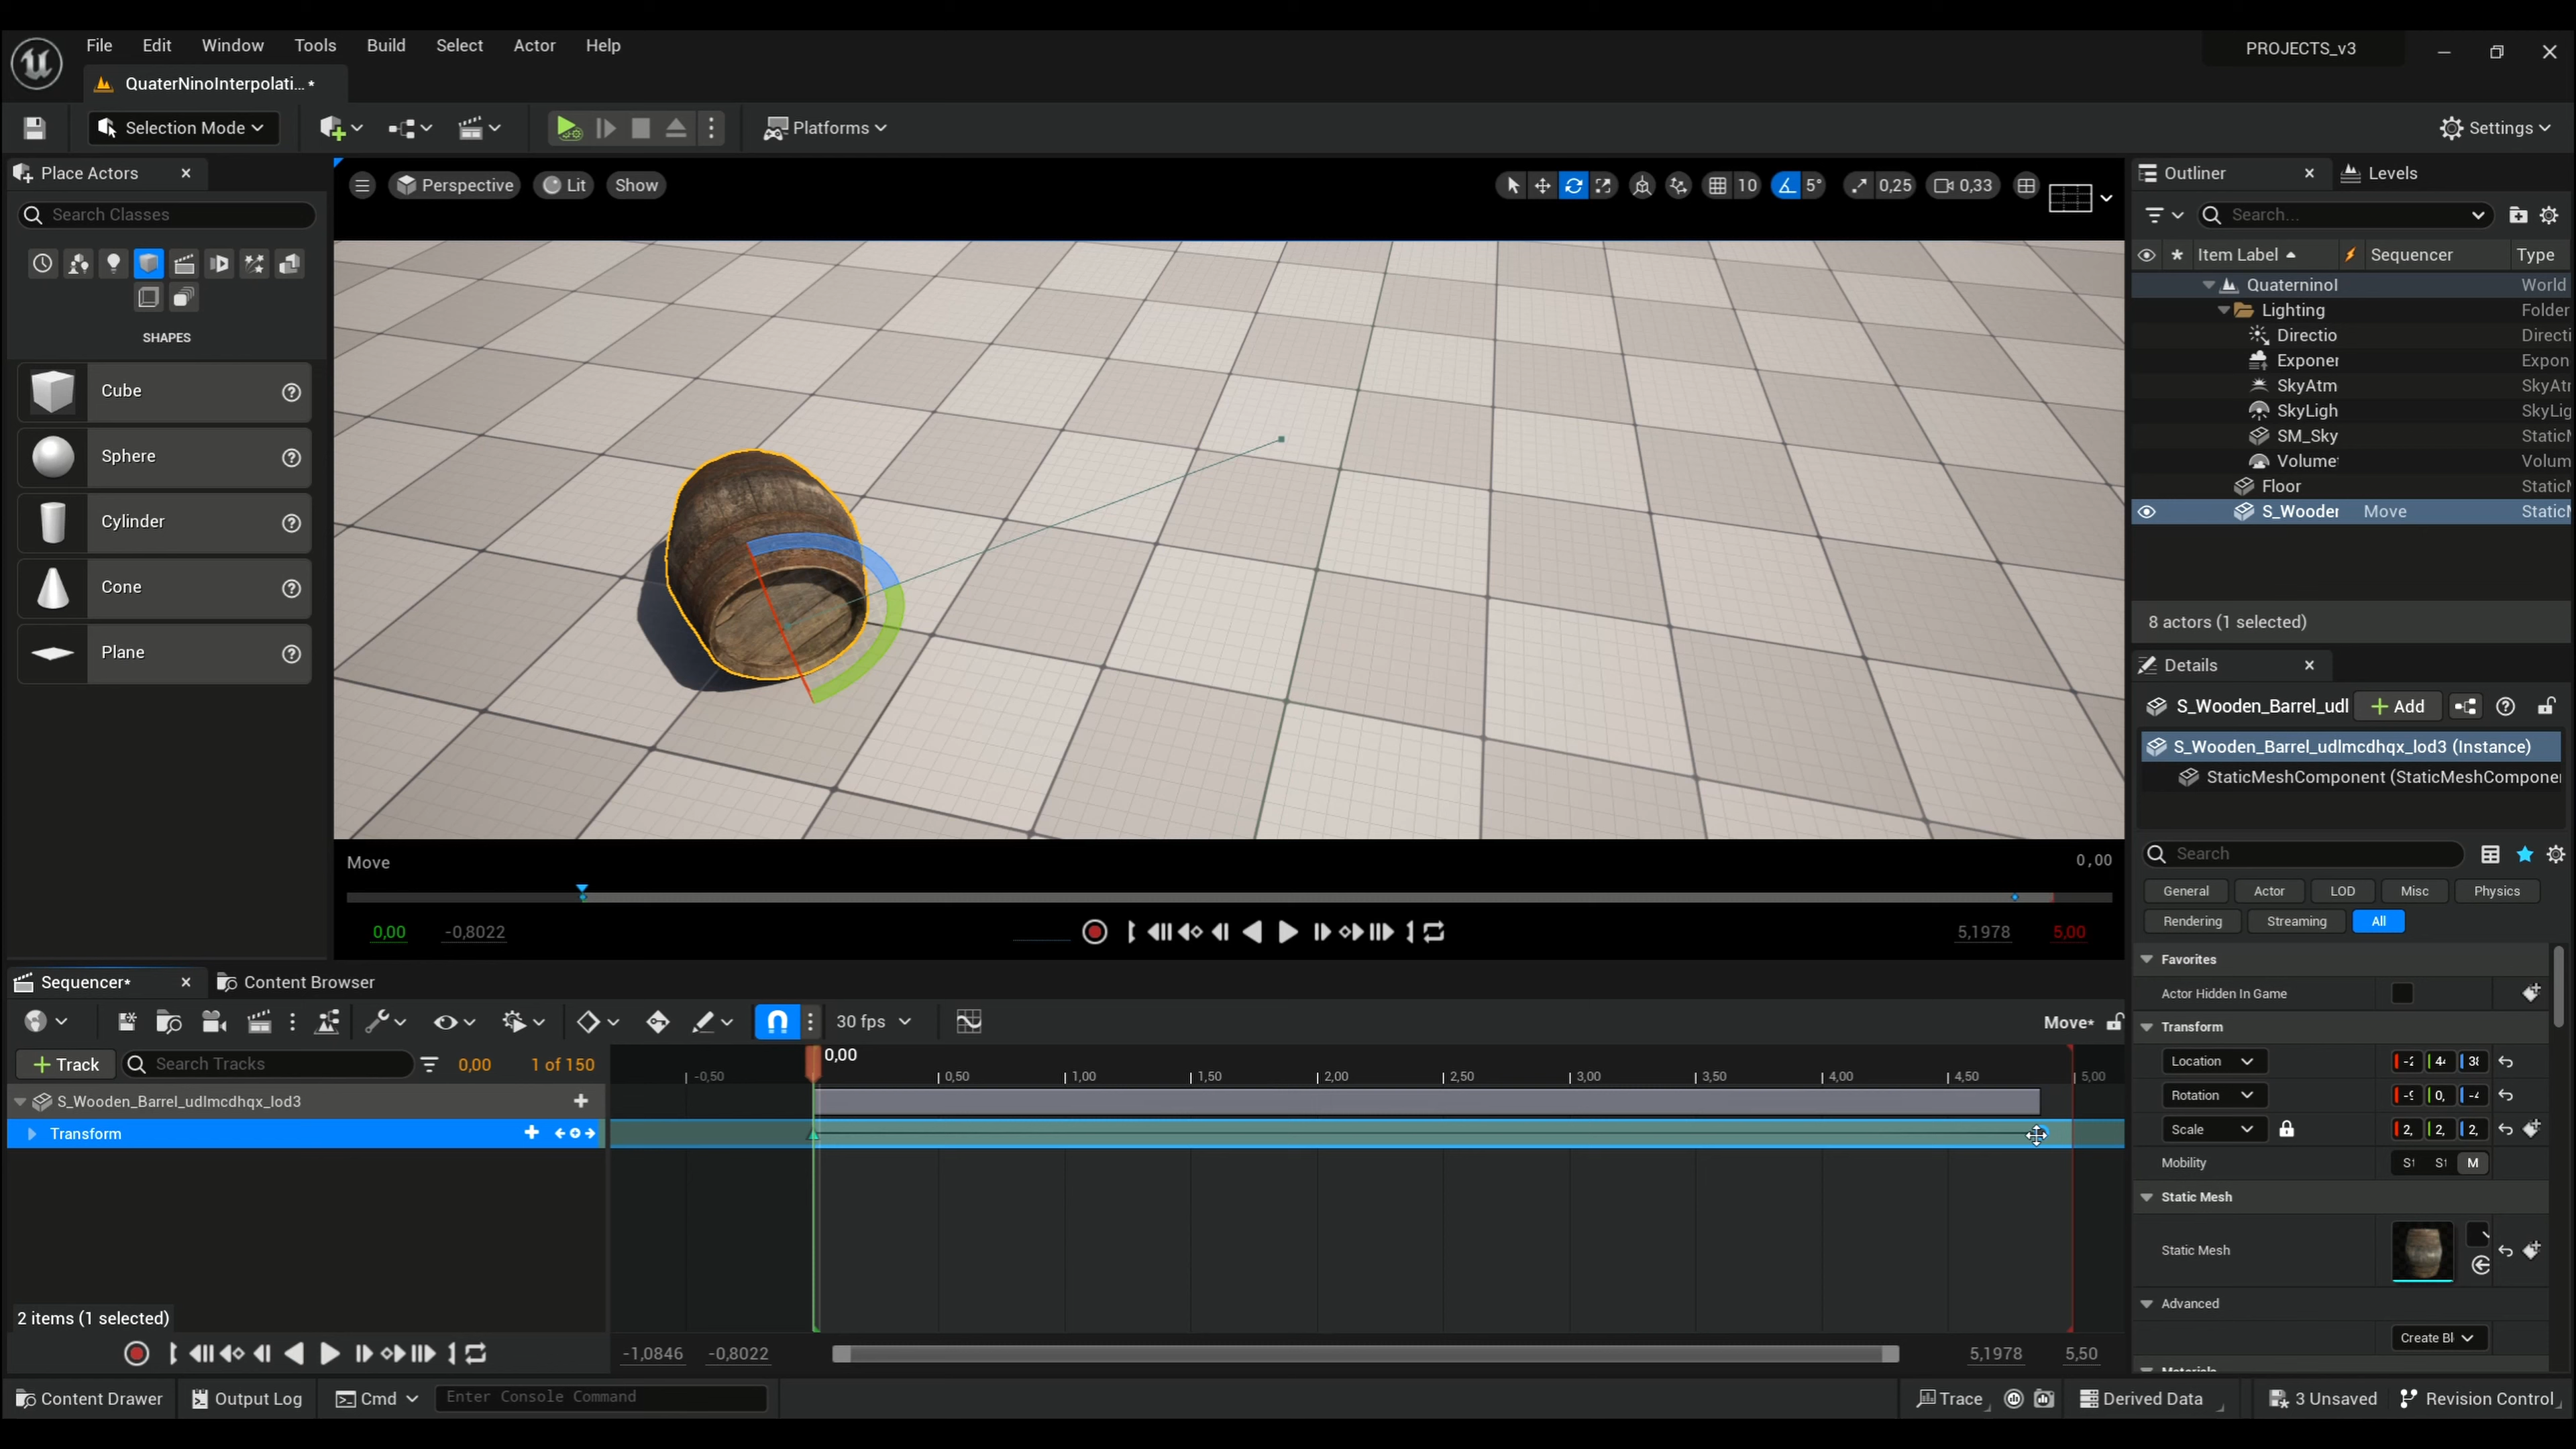 File Edit Window Tools Build Select Actor Help
PROJECTS_v3
QuaterNinoInterpolati... •
Selection Mode
Platforms
Settings
Place Actors
Search Classes
SHAPES
Cube
Sphere
Cylinder
Cone
Plane
Perspective Lit Show
10 5° 0,25 0,33
Outliner Levels
Search...
Item Label Sequencer Type
Quaterninol World
Lighting Folder
Directio Directi
Exponer Expon
SkyAtm SkyAtr
SkyLigh SkyLig
SM_Sky StaticM
Volume Volum
Floor StaticM
S_Wooder Move StaticM
8 actors (1 selected)
Details
S_Wooden_Barrel_udl Add
S_Wooden_Barrel_udlmcdhqx_lod3 (Instance)
StaticMeshComponent (StaticMeshCompone
Search
General Actor LOD Misc Physics
Rendering Streaming All
Favorites
Actor Hidden In Game
Transform
Location
Rotation
Scale 2, 2, 2,
Mobility M
Static Mesh
Static Mesh
Advanced
Create Bl
Move 0,00
0,00 -0,8022 5,1978 5,00
Sequencer* Content Browser
30 fps Move*
Track Search Tracks 0,00 1 of 150
0,00
-0,50 0,50 1,00 1,50 2,00 2,50 3,00 3,50 4,00 4,50 5,00
S_Wooden_Barrel_udlmcdhqx_lod3
Transform
2 items (1 selected)
-1,0846 -0,8022 5,1978 5,50
Content Drawer Output Log Cmd Enter Console Command Trace Derived Data 3 Unsaved Revision Control